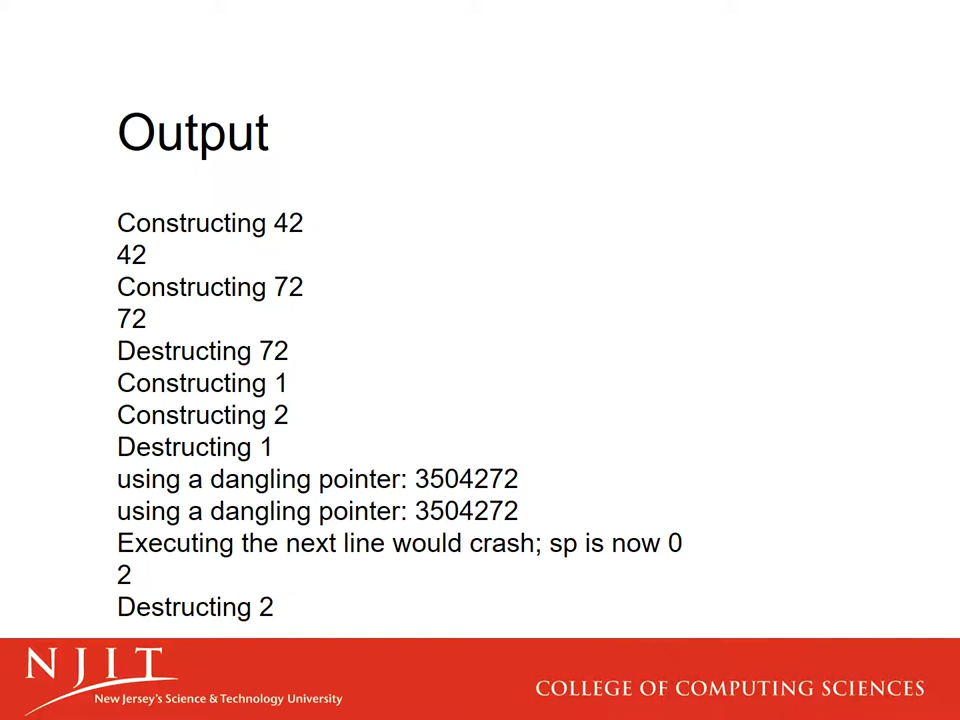 Output
Constructing 42
42
Constructing 72
72
Destructing 72
Constructing 1
Constructing 2
Destructing 1
using a dangling pointer: 3504272
using a dangling pointer: 3504272
Executing the next line would crash; sp is now 0
2
Destructing 2
NJIT
New Jersey's Science & Technology University
COLLEGE OF COMPUTING SCIENCES